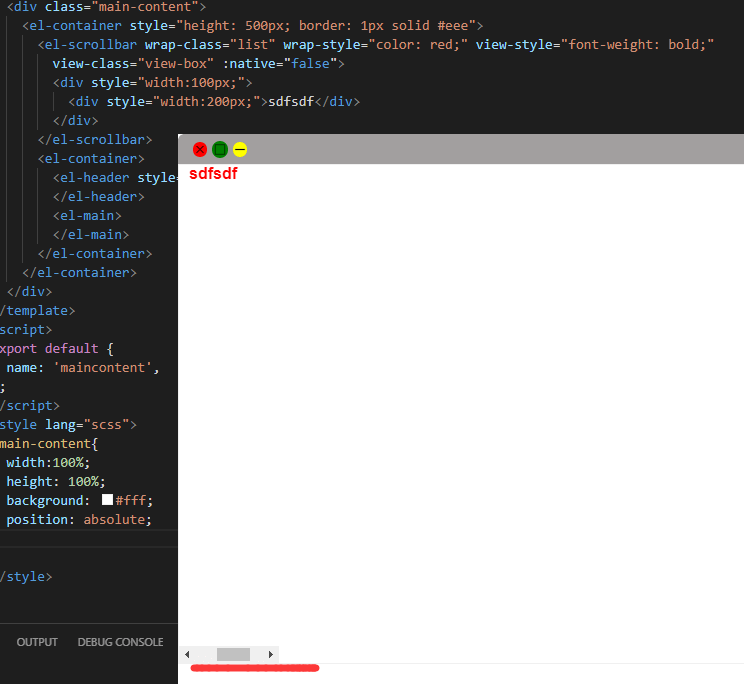 <div class="main-content">
<el-container style="height: 500px; border: 1px solid #eee">
<el-scrollbar wrap-class="list" wrap-style="color: red;" view-style="font-weight: bold;"
view-class="view-box" :native="false">
<div style="width:100px;">
<div style="width:200px;">sdfsdf</div>
</div>
</el-scrollbar>
<el-container>
<el-header style=
</el-header>
<el-main>
</el-main>
</el-container>
</el-container>
</div>
/template>
script>
xport default {
name: 'maincontent',
;
/script>
style lang="scss">
main-content{
width:100%;
height: 100%;
background: #fff;
position: absolute;
/style>
OUTPUT DEBUG CONSOLE
sdfsdf